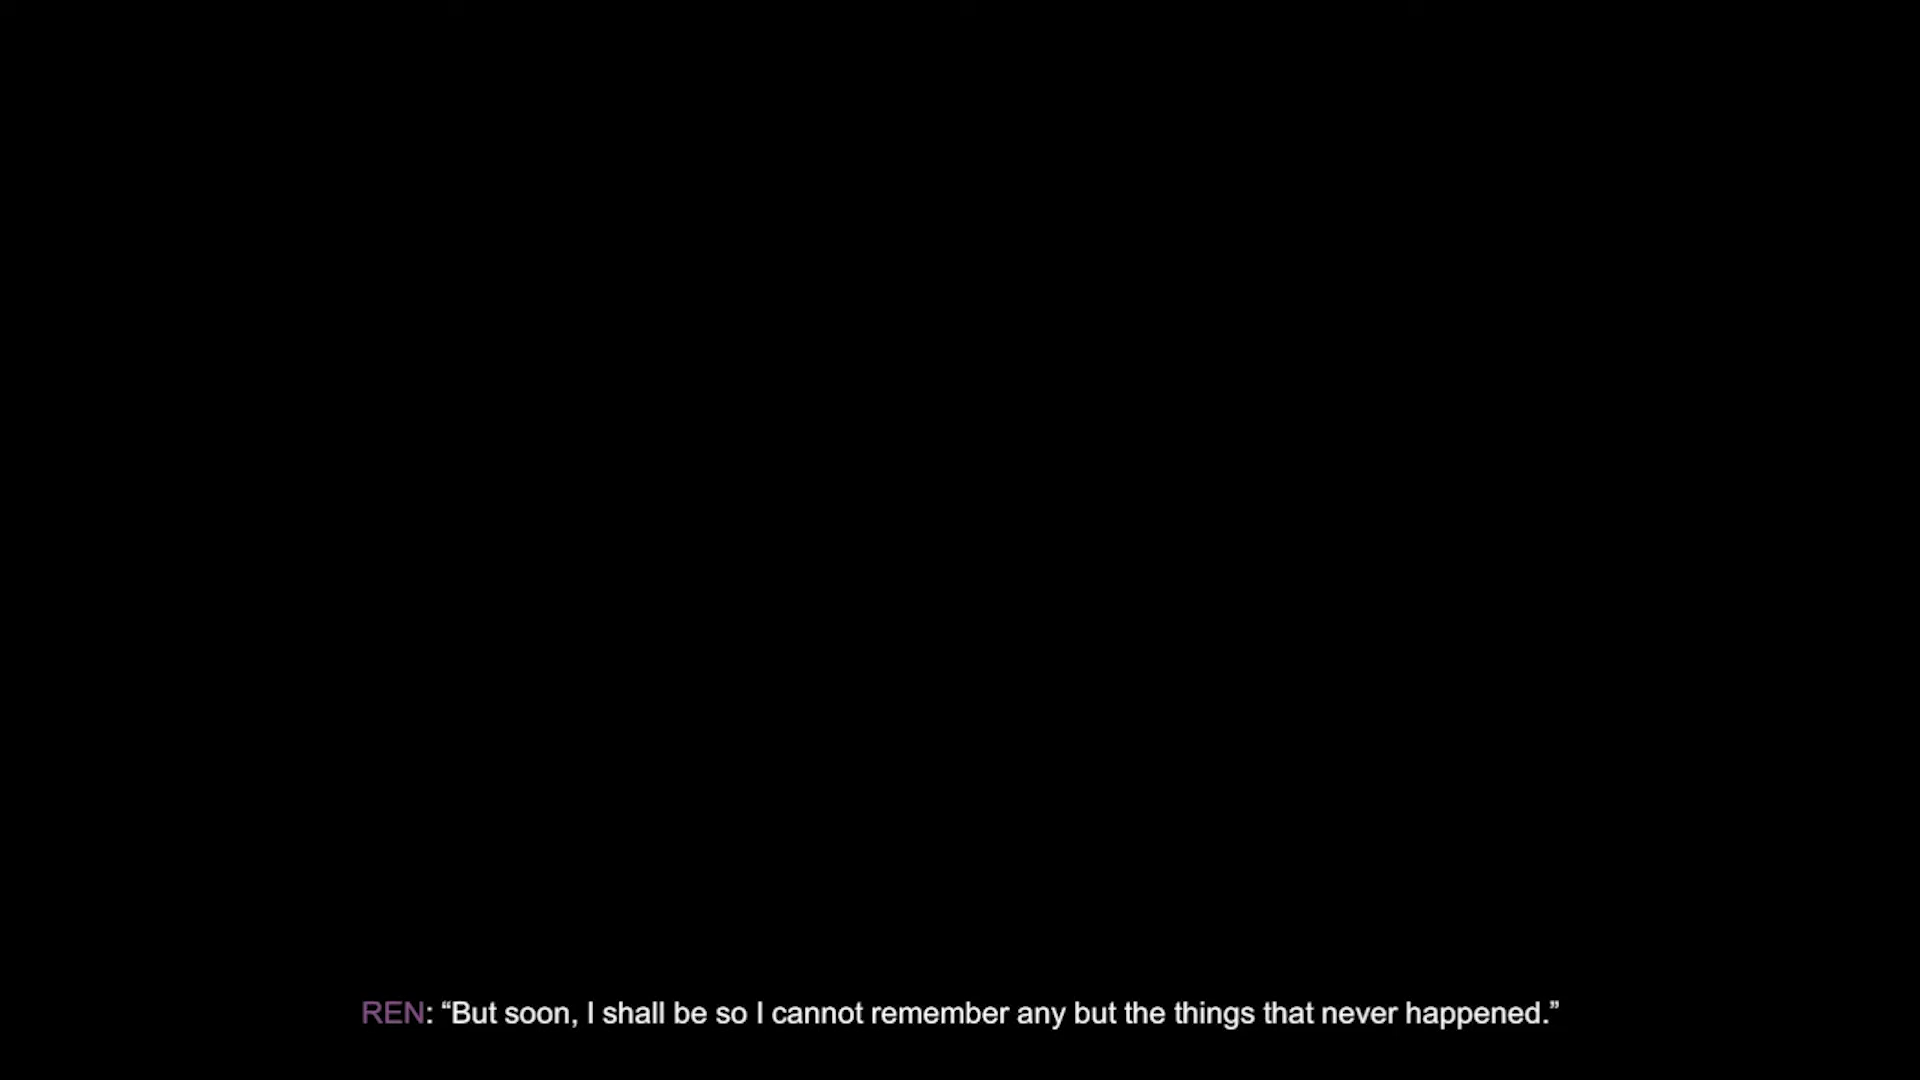 REN: “But soon, I shall be so I cannot remember any but the things that never happened.”